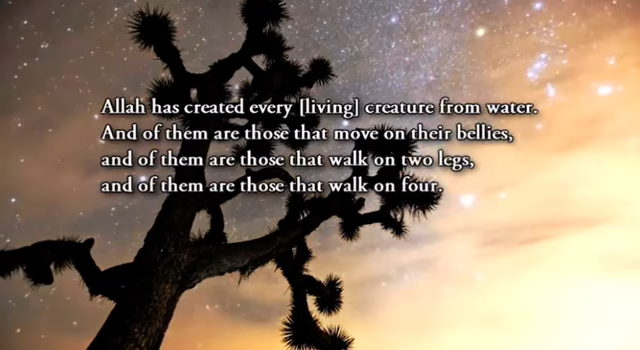 Allah has created every [living] creature from water.
And of them are those that move on their bellies,
and of them are those that walk on two legs,
and of them are those that walk on four.